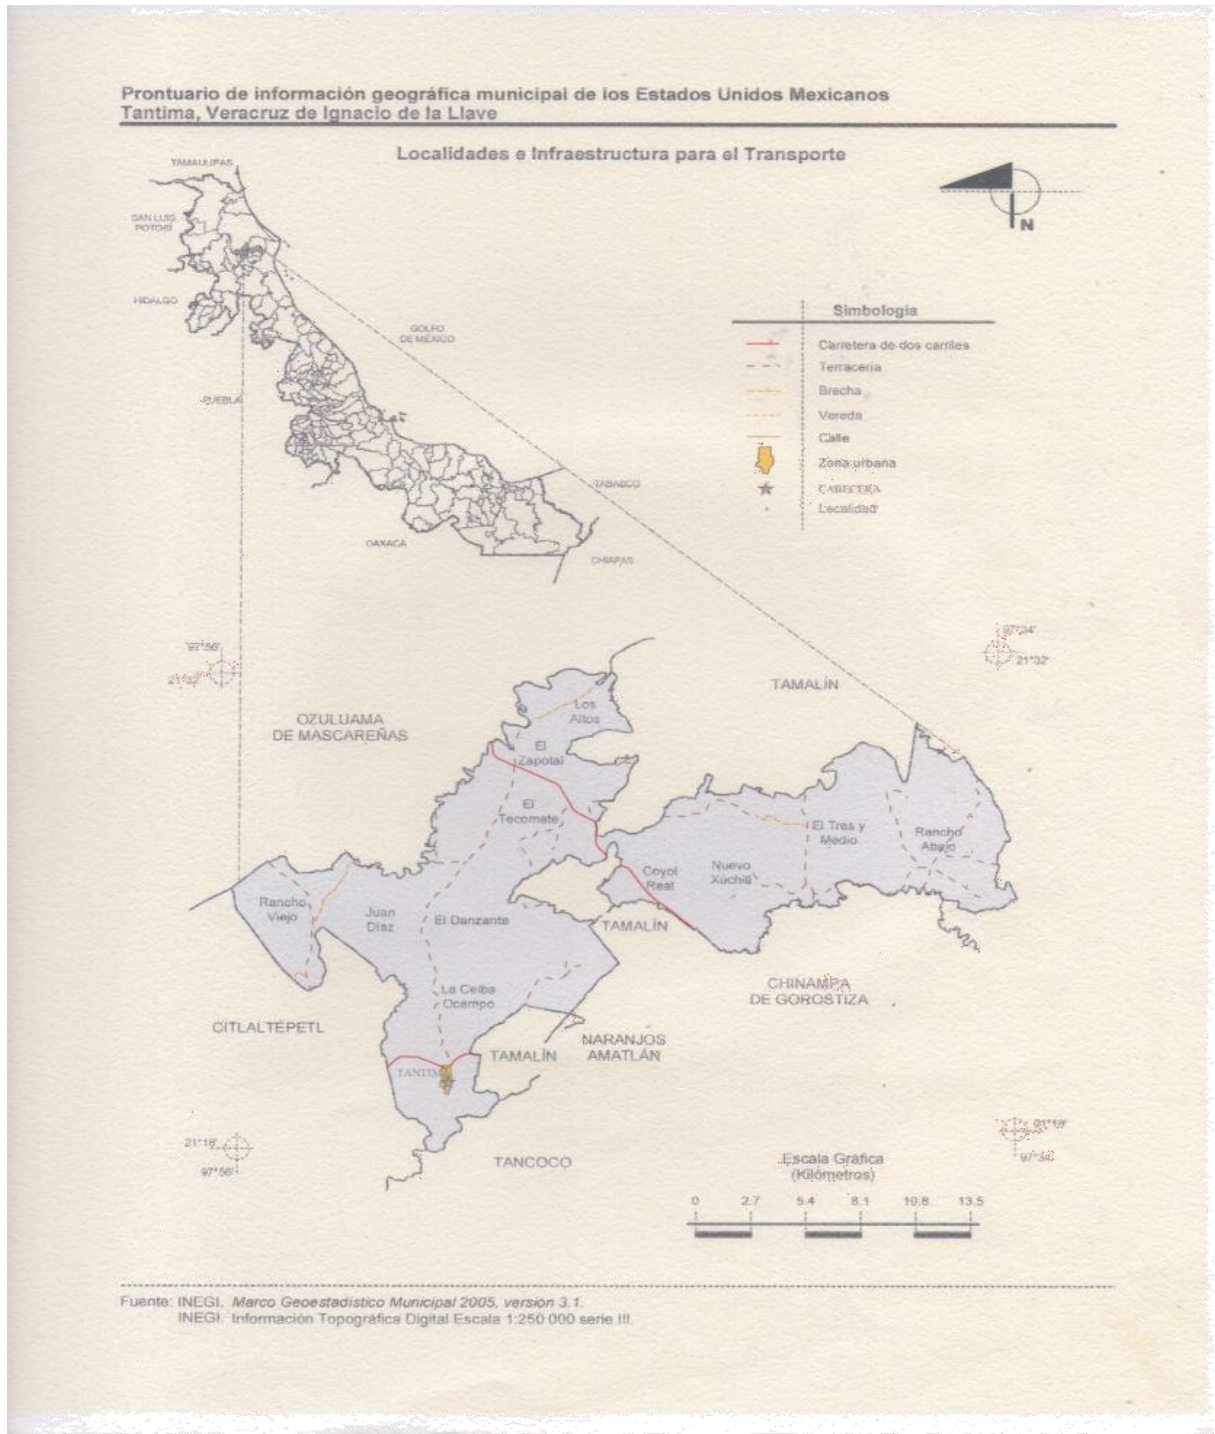 Prontuario de información geográfica municipal de los Estados Unidos Mexicanos
Tantima, Veracruz de Ignacio de la Llave
Localidades e Infraestructura para el Transporte
TAMAULIPAS
SAN LUIS
POTOSÍ
N
HIDALGO
GOLFO
DE MÉXICO
PUEBLA
TABASCO
OAXACA
CHIAPAS
Simbología
Carretera de dos carriles
Terracería
Brecha
Vereda
Calle
Zona urbana
CABECERA
Localidad
97°56'
21°32'
97°34'
21°32'
TAMALÍN
OZULUAMA
DE MASCAREÑAS
Los
Altos
El
Zapotal
El
Tecomate
El Tres y
Medio
Rancho
Abajo
Coyol
Real
Nuevo
Xúchitl
Rancho
Viejo
Juan
Díaz
El Danzante
TAMALÍN
La Ceiba
Ocampo
CHINAMPA
DE GOROSTIZA
CITLALTÉPETL
NARANJOS
AMATLÁN
TAMALÍN
TANTIM
21°18'
97°56'
TANCOCO
21°18'
97°34'
Escala Gráfica
(Kilómetros)
0 2.7 5.4 8.1 10.8 13.5
Fuente: INEGI. Marco Geoestadístico Municipal 2005, versión 3.1.
INEGI. Información Topográfica Digital Escala 1:250 000 serie III.